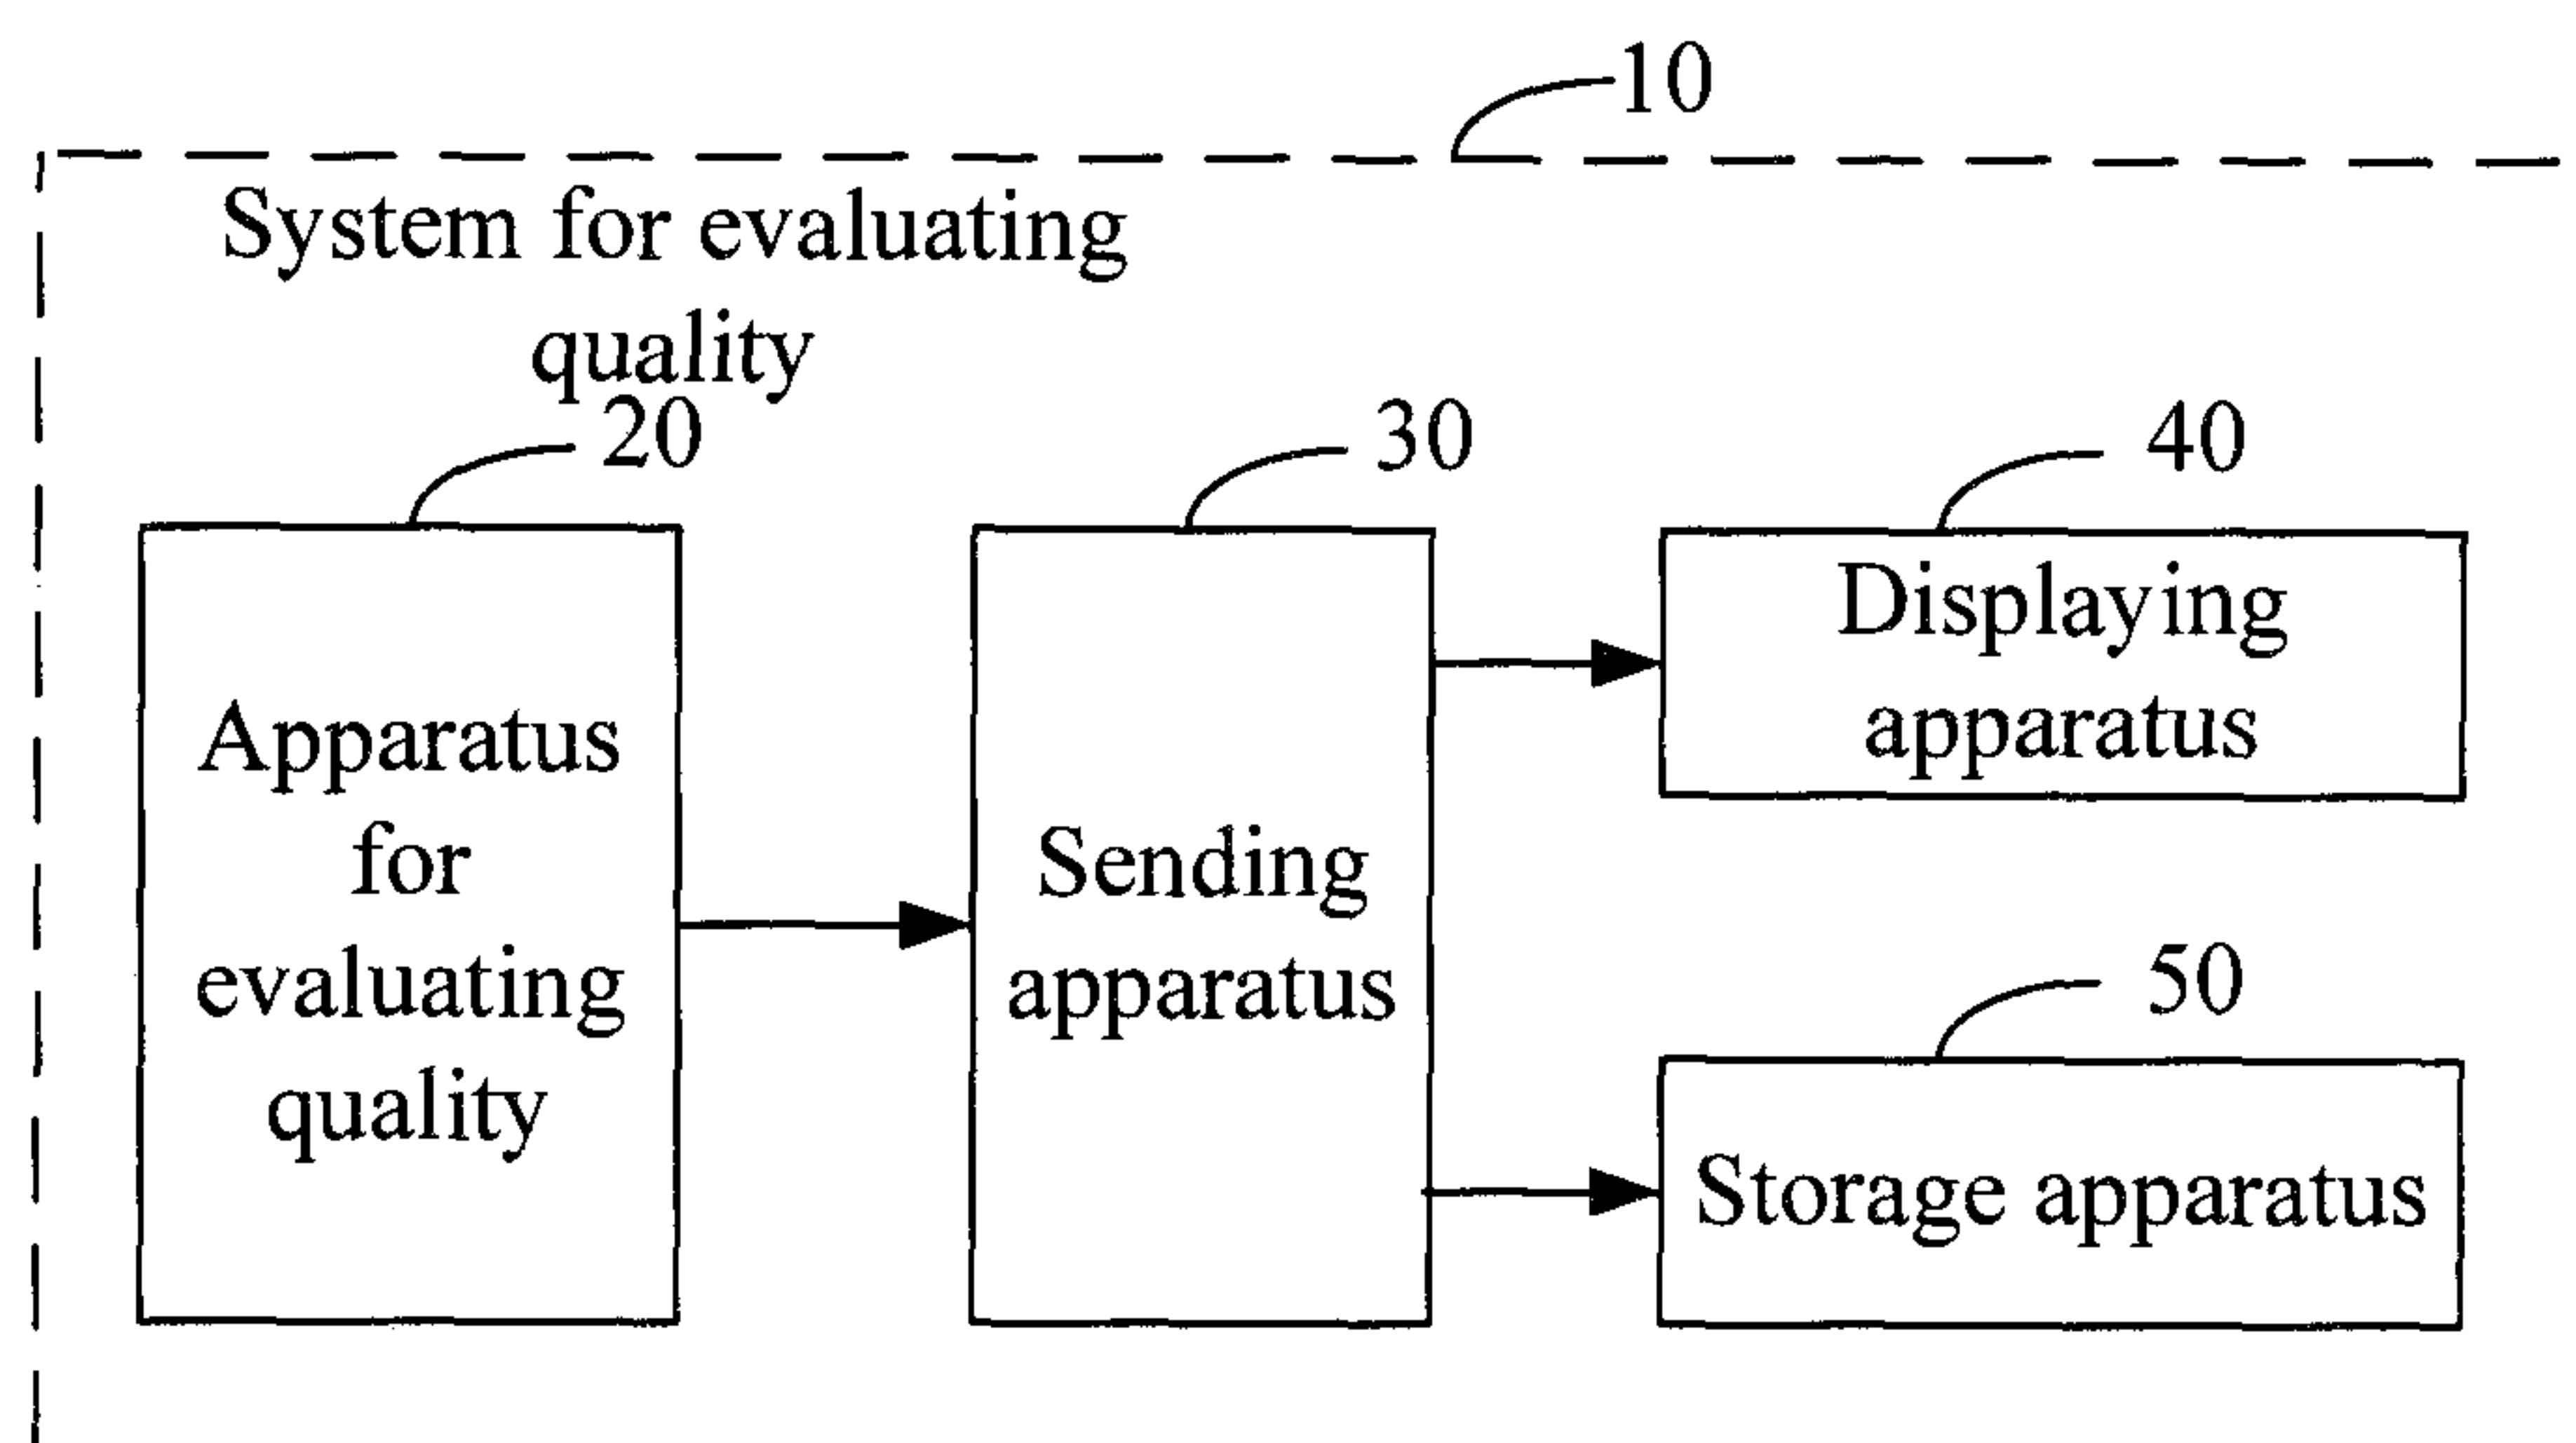 10
System for evaluating
quality
20
30
40
Displaying
apparatus
Apparatus
for
evaluating
quality
Sending
apparatus
50
Storage apparatus